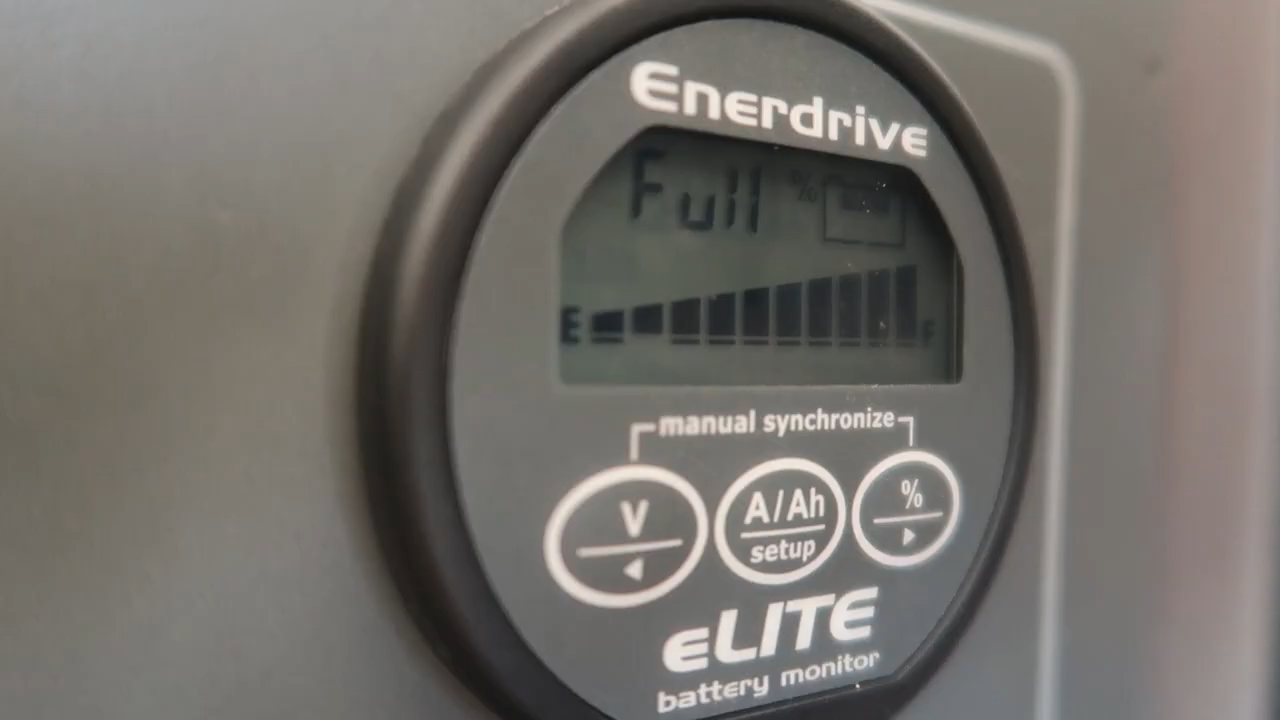 Enerdrive
Full %
E F
manual synchronize
V A/Ah %
setup
eLITE
battery monitor